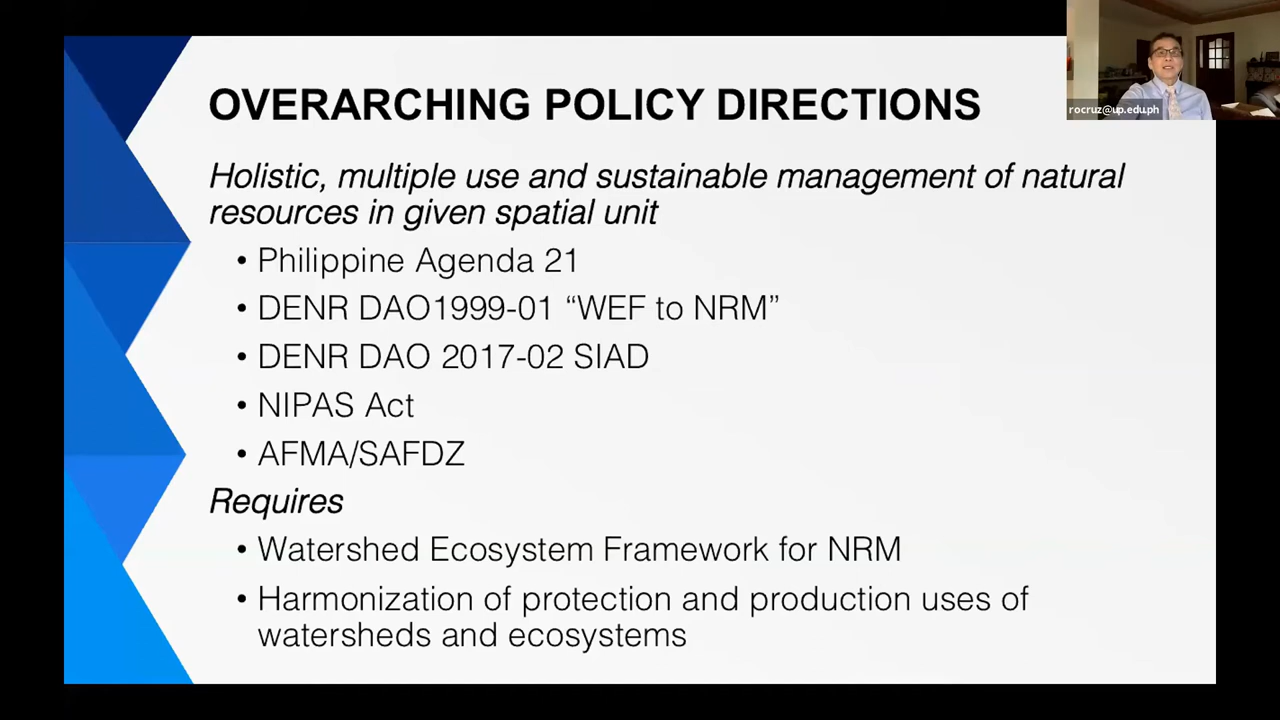 OVERARCHING POLICY DIRECTIONS
rocruz@up.edu.ph
Holistic, multiple use and sustainable management of natural
resources in given spatial unit
• Philippine Agenda 21
• DENR DAO1999-01 “WEF to NRM”
• DENR DAO 2017-02 SIAD
• NIPAS Act
• AFMA/SAFDZ
Requires
• Watershed Ecosystem Framework for NRM
• Harmonization of protection and production uses of
watersheds and ecosystems